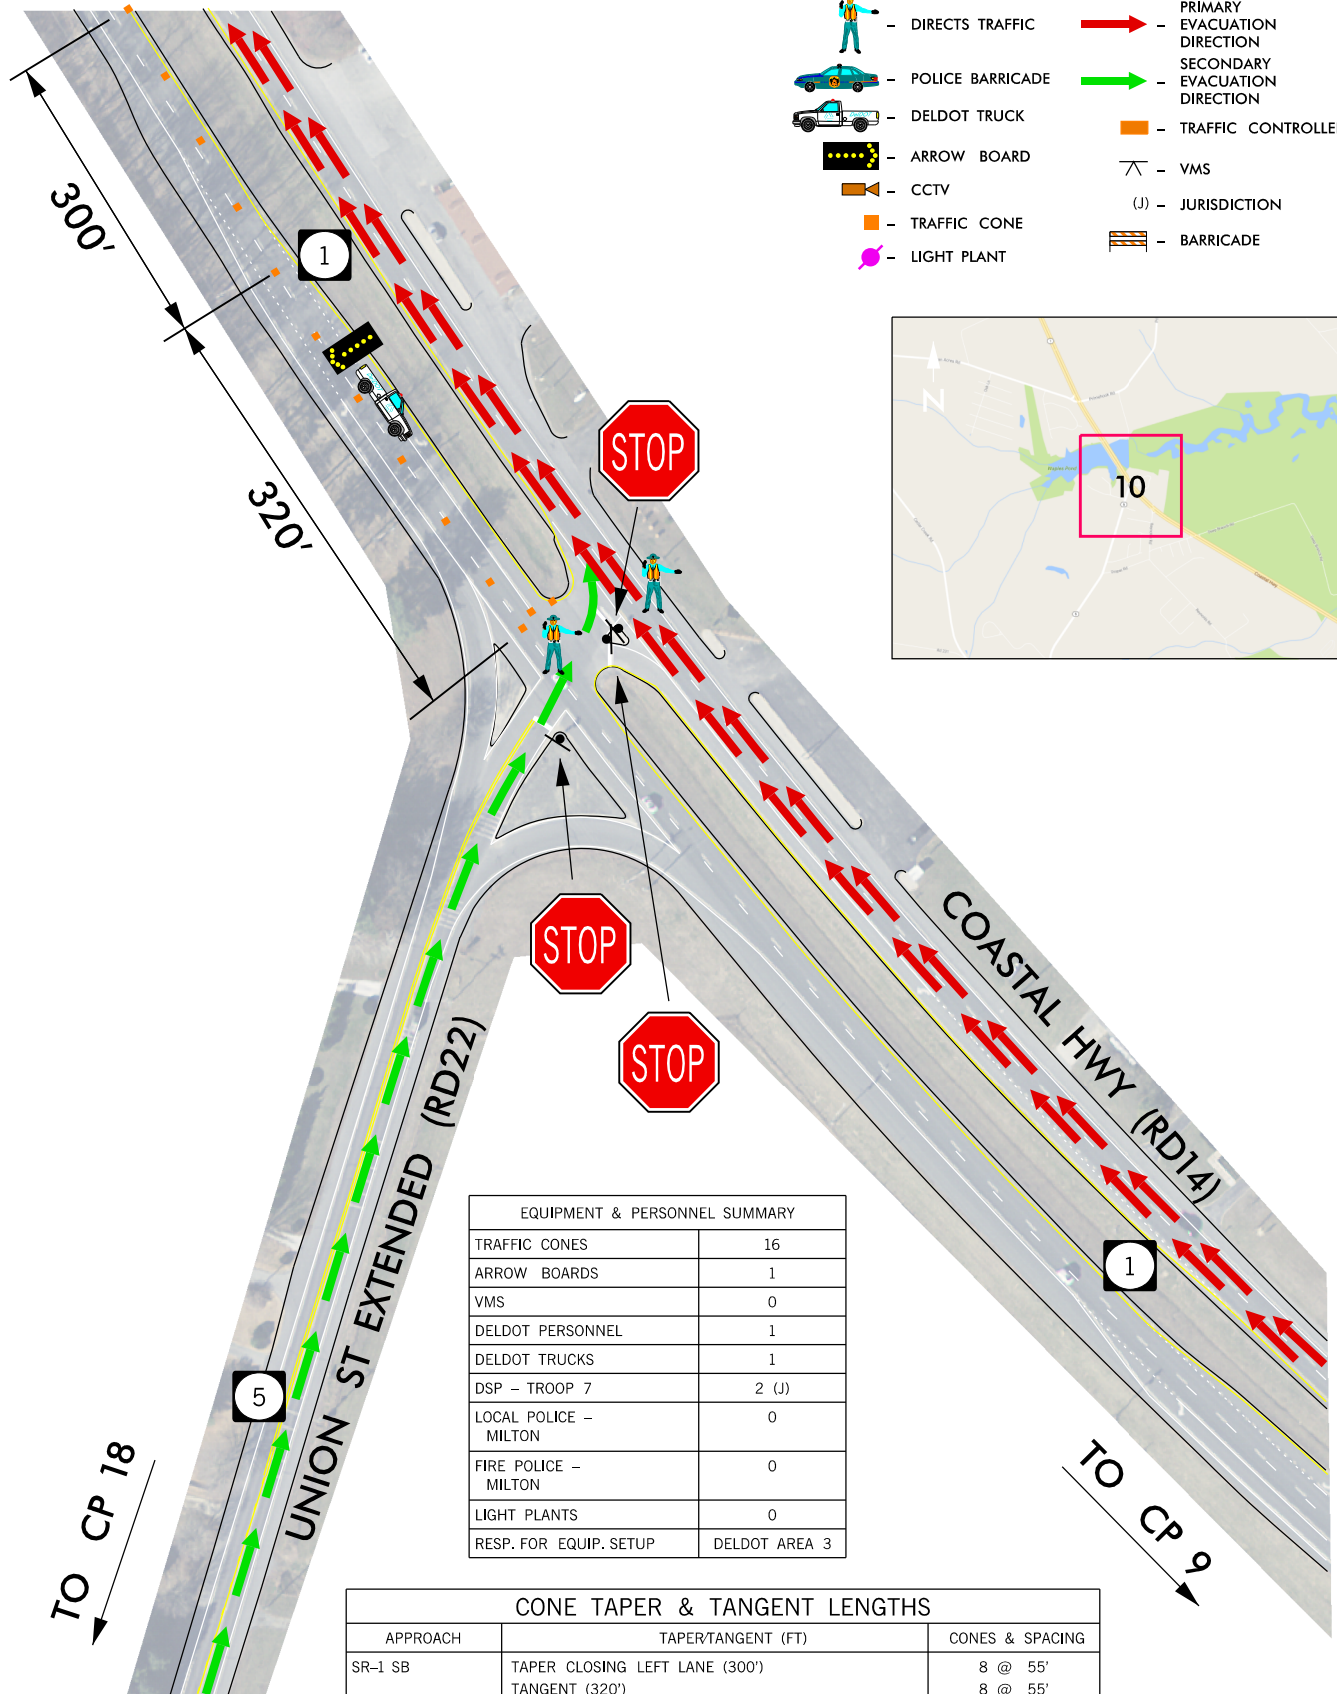 DIRECTS TRAFFIC
PRIMARY
EVACUATION
DIRECTION
POLICE BARRICADE
SECONDARY
EVACUATION
DIRECTION
DELDOT TRUCK
TRAFFIC CONTROLLER
ARROW BOARD
VMS
CCTV
(J) – JURISDICTION
TRAFFIC CONE
BARRICADE
LIGHT PLANT
300'
1
320'
N
10
STOP
STOP
STOP
COASTAL HWY (RD14)
1
UNION ST EXTENDED (RD22)
5
TO CP 18
TO CP 9
EQUIPMENT & PERSONNEL SUMMARY
TRAFFIC CONES 16
ARROW BOARDS 1
VMS 0
DELDOT PERSONNEL 1
DELDOT TRUCKS 1
DSP – TROOP 7 2 (J)
LOCAL POLICE –
MILTON 0
FIRE POLICE –
MILTON 0
LIGHT PLANTS 0
RESP. FOR EQUIP. SETUP DELDOT AREA 3
CONE TAPER & TANGENT LENGTHS
APPROACH TAPER/TANGENT (FT) CONES & SPACING
SR-1 SB TAPER CLOSING LEFT LANE (300') 8 @ 55'
TANGENT (320') 8 @ 55'